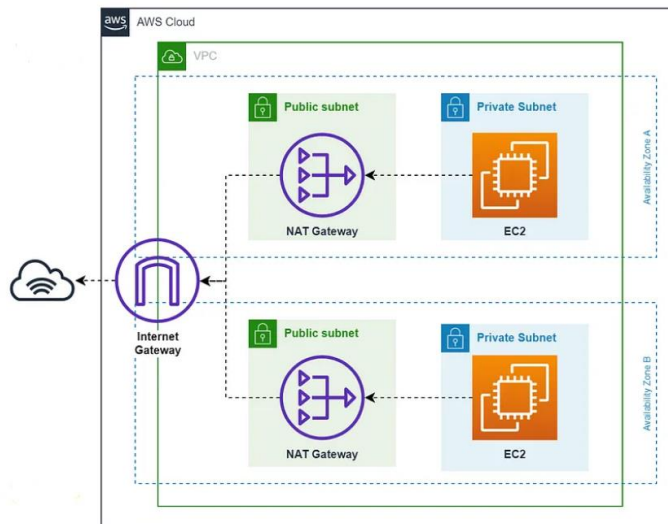 aws
AWS Cloud
VPC
Public subnet
Private Subnet
NAT Gateway
EC2
Availability Zone A
Internet
Gateway
Public subnet
Private Subnet
NAT Gateway
EC2
Availability Zone B